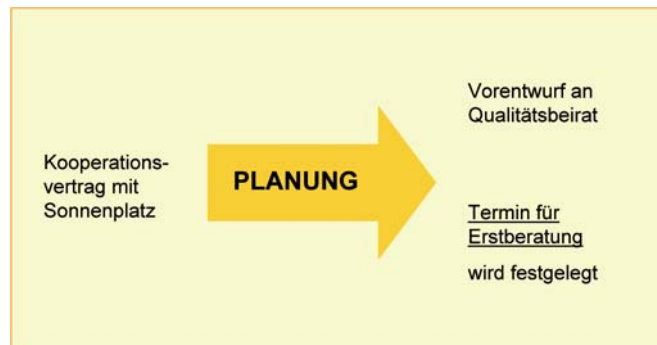 Kooperations-
vertrag mit
Sonnenplatz
PLANUNG
Vorentwurf an
Qualitätsbeirat
Termin für
Erstberatung
wird festgelegt